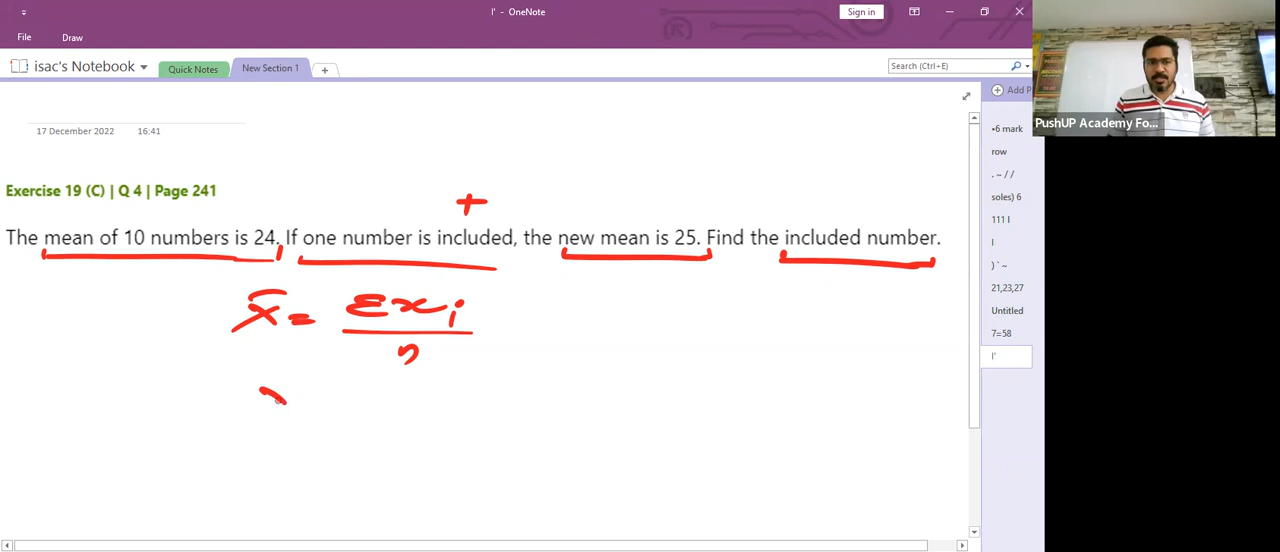 l' - OneNote
Sign in
File
Draw
isac's Notebook
Quick Notes
New Section 1
Search (Ctrl+E)
Add P
17 December 2022 16:41
PushUP Academy Fo...
•6 mark
row
. ~ / /
soles) 6
111 I
I
) ` ~
21,23,27
Untitled
7=58
I'
Exercise 19 (C) | Q 4 | Page 241
+
The mean of 10 numbers is 24. If one number is included, the new mean is 25. Find the included number.
x̅ = Σxi
n